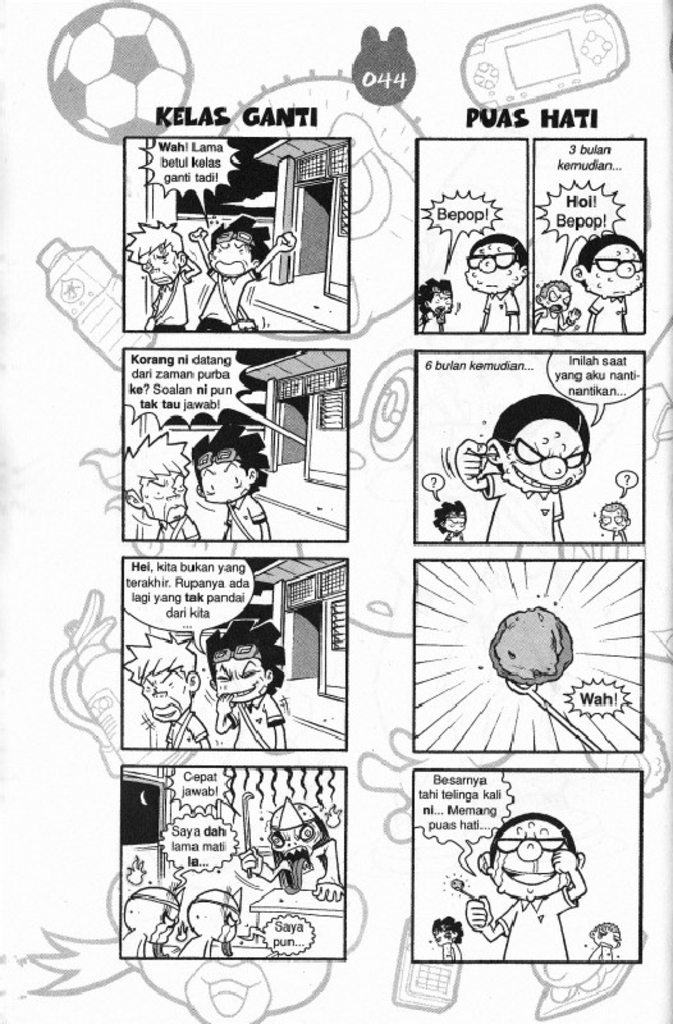 044
KELAS GANTI
Wah! Lama
betul kelas
ganti tadi!
Korang ni datang
dari zaman purba
ke? Soalan ni pun
tak tau jawab!
Hei, kita bukan yang
terakhir. Rupanya ada
lagi yang tak pandai
dari kita
...
Cepat
jawab!
Saya dah
lama mati
la...
Saya
pun...
PUAS HATI
Bepop!
3 bulan
kemudian...
Hoi!
Bepop!
6 bulan kemudian...
Inilah saat
yang aku nanti-
nantikan.
?
?
Wah!
Besarnya
tahi telinga kali
ni... Memang
puas hati...